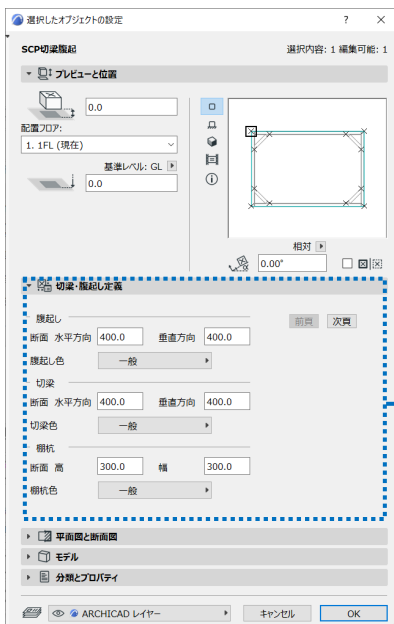 選択したオブジェクトの設定 ? ×
SCP切梁腹起 選択内容: 1 編集可能: 1
プレビューと位置
0.0
配置フロア:
1. 1FL (現在)
基準レベル: GL
0.0
相対
0.00°
切梁・腹起し定義
腹起し 前頁 次頁
断面 水平方向 400.0 垂直方向 400.0
腹起し色 一般
切梁
断面 水平方向 400.0 垂直方向 400.0
切梁色 一般
棚杭
断面 高 300.0 幅 300.0
棚杭色 一般
平面図と断面図
モデル
分類とプロパティ
ARCHICAD レイヤー キャンセル OK